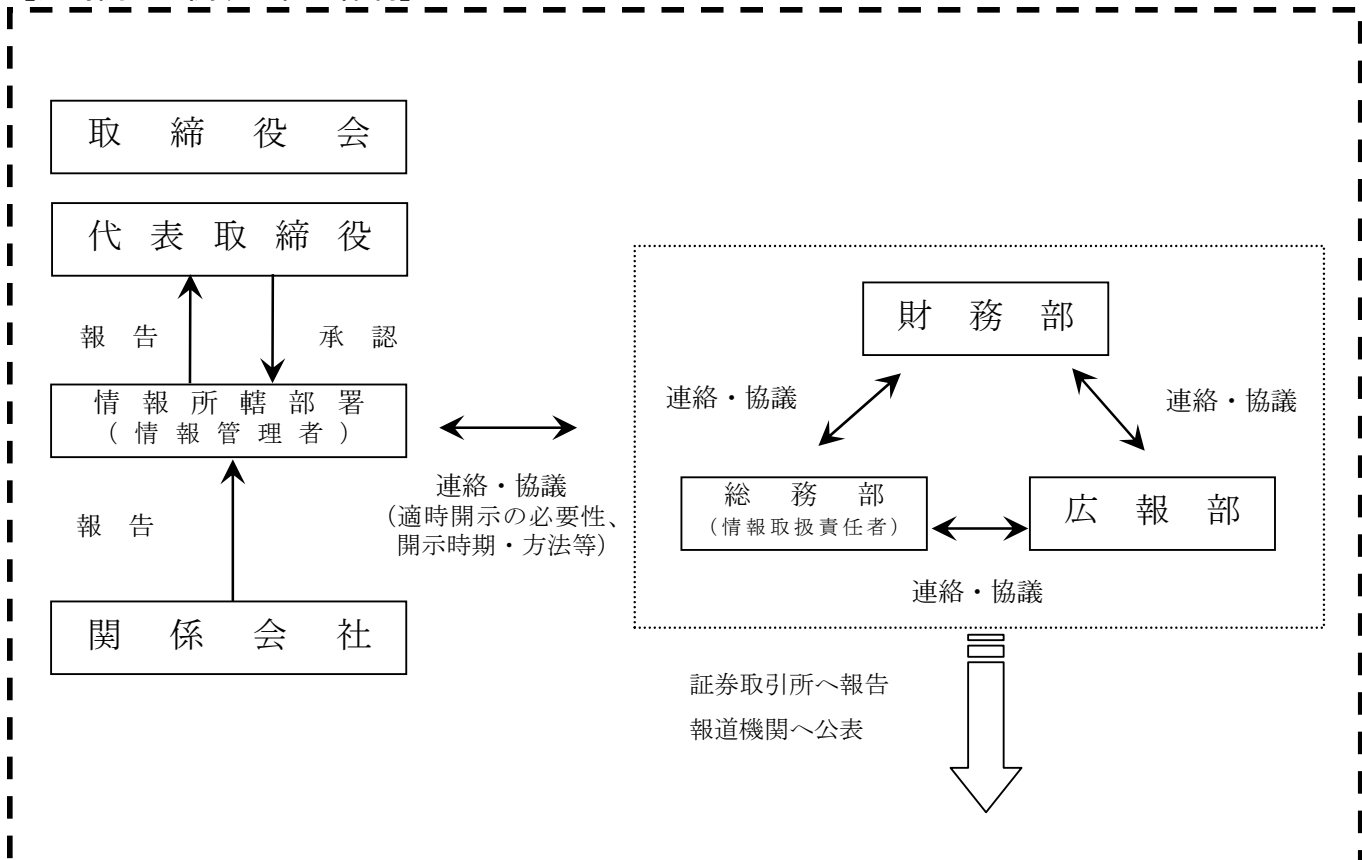 取締役会
代表取締役
報告
承認
情報所轄部署
(情報管理者)
報告
関係会社
連絡・協議
(適時開示の必要性、
開示時期・方法等)
財務部
連絡・協議
連絡・協議
総務部
(情報取扱責任者)
広報部
連絡・協議
証券取引所へ報告
報道機関へ公表